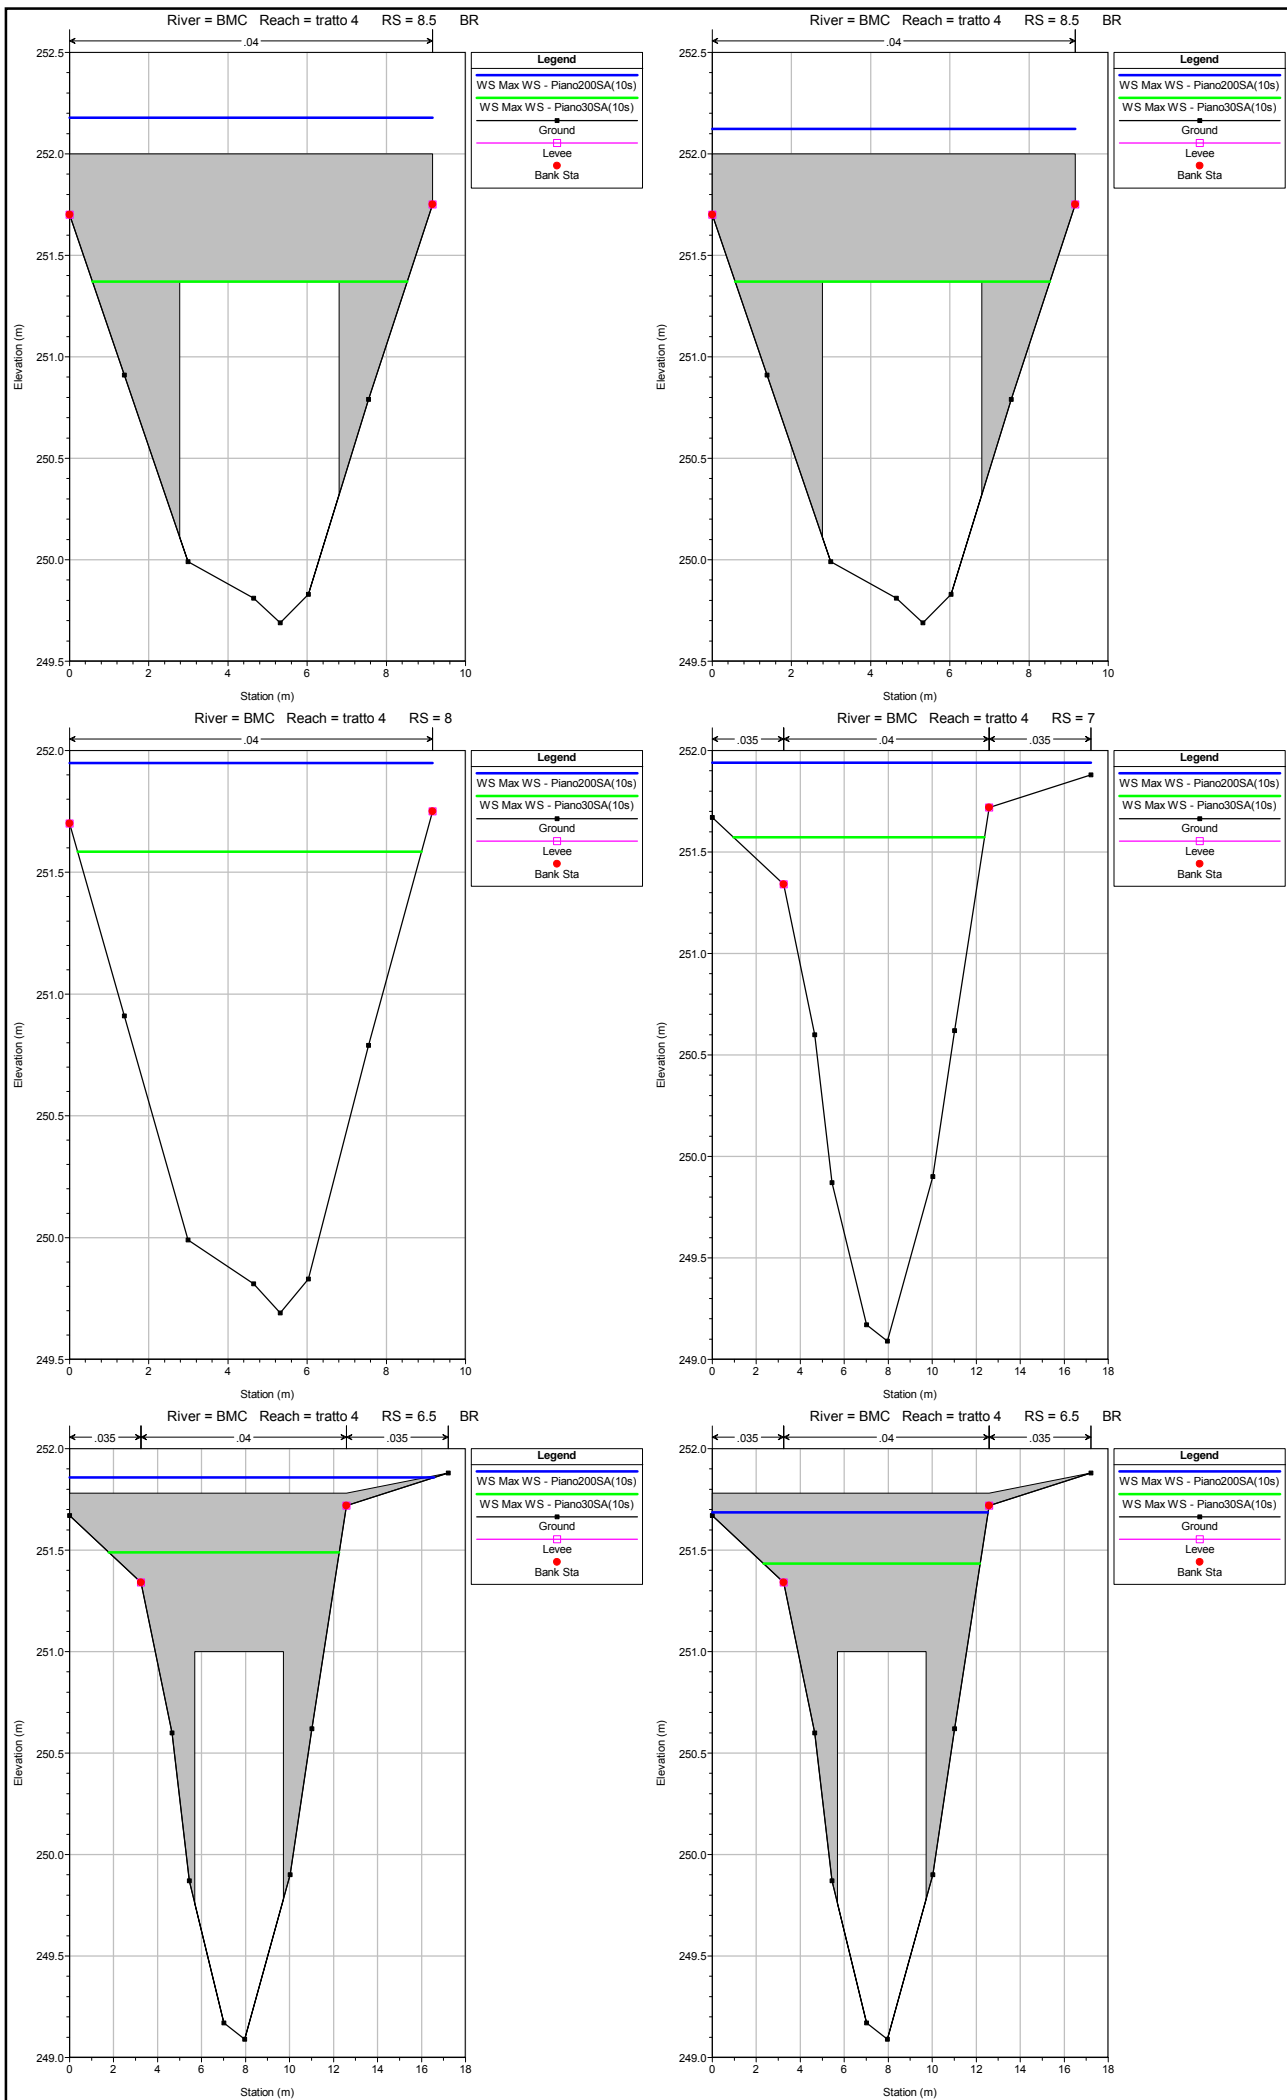 River = BMC Reach = tratto 4 RS = 8.5 BR
.04
252.5
252.0
251.5
251.0
250.5
250.0
249.5
0 2 4 6 8 10
Station (m)
Elevation (m)
Legend
WS Max WS - Piano200SA(10s)
WS Max WS - Piano30SA(10s)
Ground
Levee
Bank Sta
River = BMC Reach = tratto 4 RS = 8.5 BR
.04
252.5
252.0
251.5
251.0
250.5
250.0
249.5
0 2 4 6 8 10
Station (m)
Elevation (m)
Legend
WS Max WS - Piano200SA(10s)
WS Max WS - Piano30SA(10s)
Ground
Levee
Bank Sta
River = BMC Reach = tratto 4 RS = 8
.04
252.0
251.5
251.0
250.5
250.0
249.5
0 2 4 6 8 10
Station (m)
Elevation (m)
Legend
WS Max WS - Piano200SA(10s)
WS Max WS - Piano30SA(10s)
Ground
Levee
Bank Sta
River = BMC Reach = tratto 4 RS = 7
.035 .04 .035
252.0
251.5
251.0
250.5
250.0
249.5
249.0
0 2 4 6 8 10 12 14 16 18
Station (m)
Elevation (m)
Legend
WS Max WS - Piano200SA(10s)
WS Max WS - Piano30SA(10s)
Ground
Levee
Bank Sta
River = BMC Reach = tratto 4 RS = 6.5 BR
.035 .04 .035
252.0
251.5
251.0
250.5
250.0
249.5
249.0
0 2 4 6 8 10 12 14 16 18
Station (m)
Elevation (m)
Legend
WS Max WS - Piano200SA(10s)
WS Max WS - Piano30SA(10s)
Ground
Levee
Bank Sta
River = BMC Reach = tratto 4 RS = 6.5 BR
.035 .04 .035
252.0
251.5
251.0
250.5
250.0
249.5
249.0
0 2 4 6 8 10 12 14 16 18
Station (m)
Elevation (m)
Legend
WS Max WS - Piano200SA(10s)
WS Max WS - Piano30SA(10s)
Ground
Levee
Bank Sta